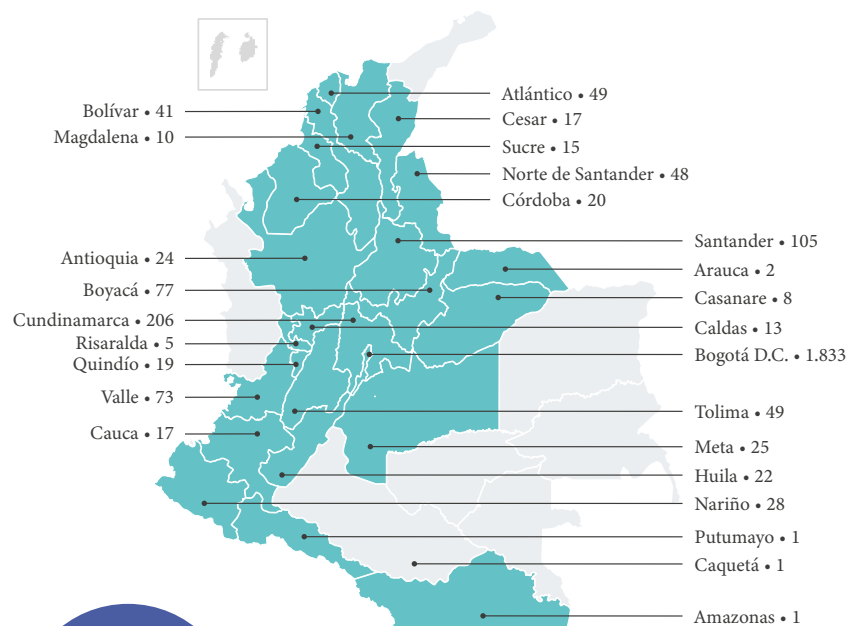 Bolívar • 41
Magdalena • 10
Atlántico • 49
Cesar • 17
Sucre • 15
Norte de Santander • 48
Córdoba • 20
Antioquia • 24
Boyacá • 77
Cundinamarca • 206
Risaralda • 5
Quindío • 19
Valle • 73
Cauca • 17
Santander • 105
Arauca • 2
Casanare • 8
Caldas • 13
Bogotá D.C. • 1.833
Tolima • 49
Meta • 25
Huila • 22
Nariño • 28
Putumayo • 1
Caquetá • 1
Amazonas • 1